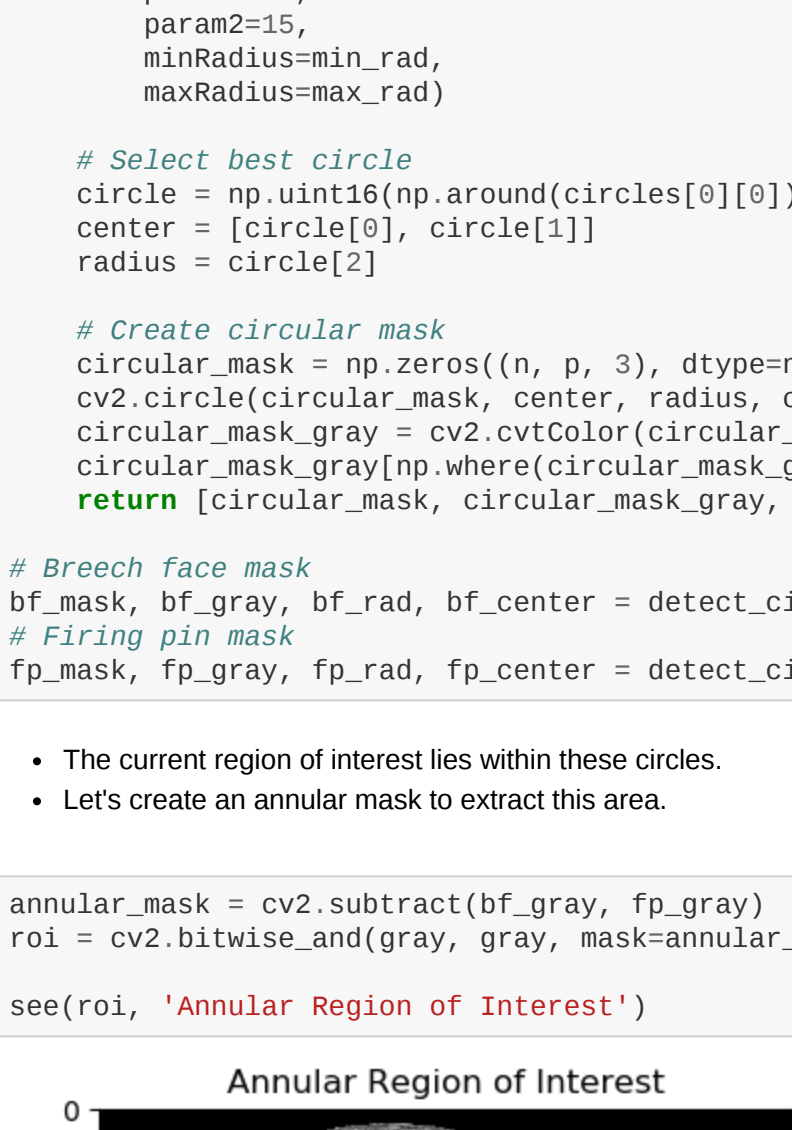 param2=15,
minRadius=min_rad,
maxRadius=max_rad)
# Select best circle
circle = np.uint16(np.around(circles[0][0])
center = [circle[0], circle[1]]
radius = circle[2]
# Create circular mask
circular_mask = np.zeros((n, p, 3), dtype=n
cv2.circle(circular_mask, center, radius, c
circular_mask_gray = cv2.cvtColor(circular_
circular_mask_gray[np.where(circular_mask_g
return [circular_mask, circular_mask_gray,
# Breech face mask
bf_mask, bf_gray, bf_rad, bf_center = detect_ci
# Firing pin mask
fp_mask, fp_gray, fp_rad, fp_center = detect_ci
• The current region of interest lies within these circles.
• Let's create an annular mask to extract this area.
annular_mask = cv2.subtract(bf_gray, fp_gray)
roi = cv2.bitwise_and(gray, gray, mask=annular_
see(roi, 'Annular Region of Interest')
Annular Region of Interest
0